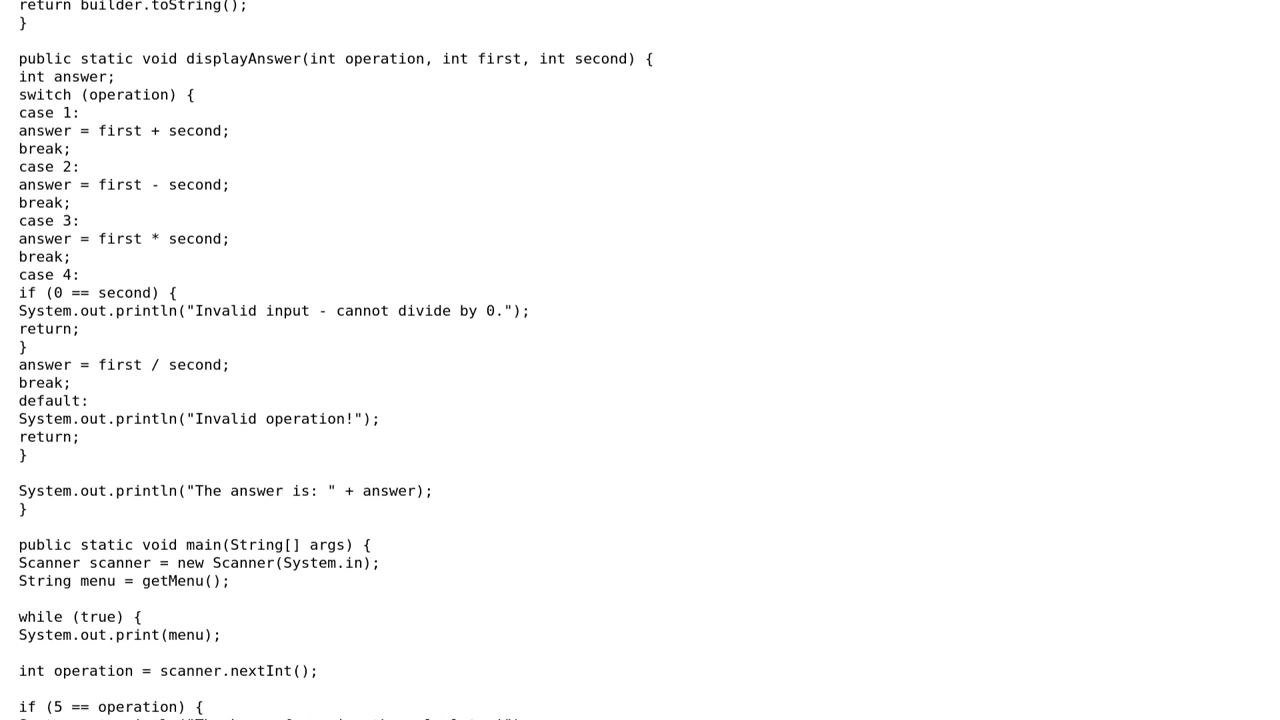 return builder.toString();
}
public static void displayAnswer(int operation, int first, int second) {
int answer;
switch (operation) {
case 1:
answer = first + second;
break;
case 2:
answer = first - second;
break;
case 3:
answer = first * second;
break;
case 4:
if (0 == second) {
System.out.println("Invalid input - cannot divide by 0.");
return;
}
answer = first / second;
break;
default:
System.out.println("Invalid operation!");
return;
}
System.out.println("The answer is: " + answer);
}
public static void main(String[] args) {
Scanner scanner = new Scanner(System.in);
String menu = getMenu();
while (true) {
System.out.print(menu);
int operation = scanner.nextInt();
if (5 == operation) {